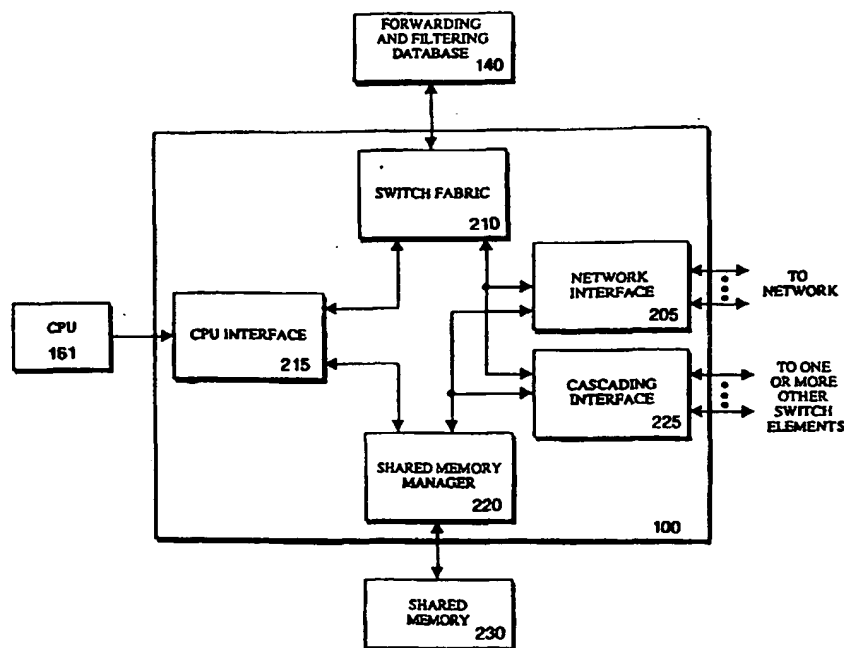 FORWARDING
AND FILTERING
DATABASE
140
SWITCH FABRIC
210
NETWORK
INTERFACE
205
TO
NETWORK
CPU
161
CPU INTERFACE
215
CASCADING
INTERFACE
225
TO ONE
OR MORE
OTHER
SWITCH
ELEMENTS
SHARED MEMORY
MANAGER
220
100
SHARED
MEMORY
230